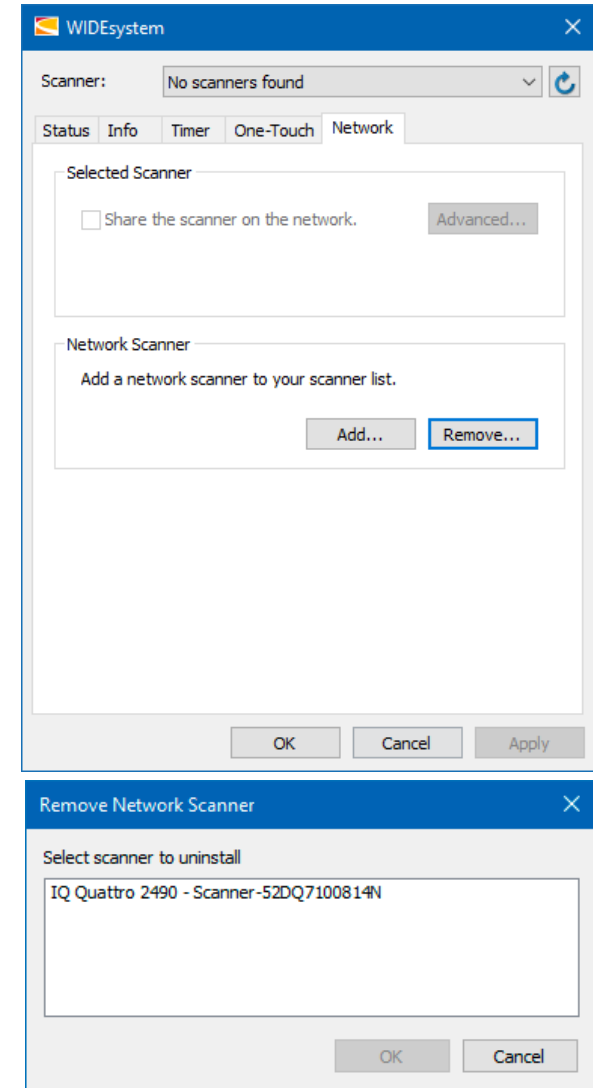 WIDEsystem
Scanner: No scanners found
Status Info Timer One-Touch Network
Selected Scanner
Share the scanner on the network. Advanced...
Network Scanner
Add a network scanner to your scanner list.
Add... Remove...
OK Cancel Apply
Remove Network Scanner
Select scanner to uninstall
IQ Quattro 2490 - Scanner-52DQ7100814N
OK Cancel